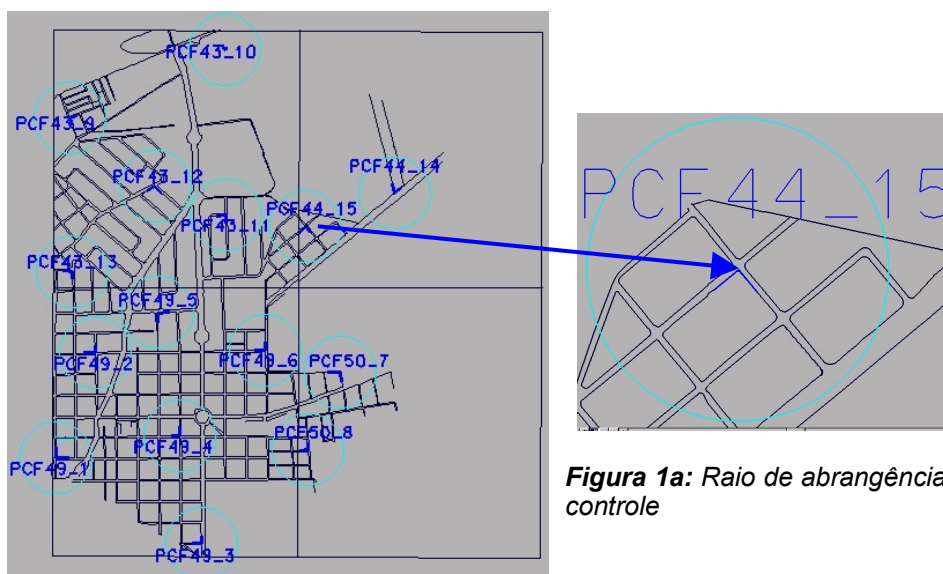 PCF43_10
PCF43_9
PCF43_12
PCF44_14
PCF44_15
PCF43_11
PCF43_13
PCF49_5
PCF49_2
PCF49_6
PCF50_7
PCF49_4
PCF50_8
PCF49_1
PCF49_3
PCF44_15
Figura 1a: Raio de abrangência
controle